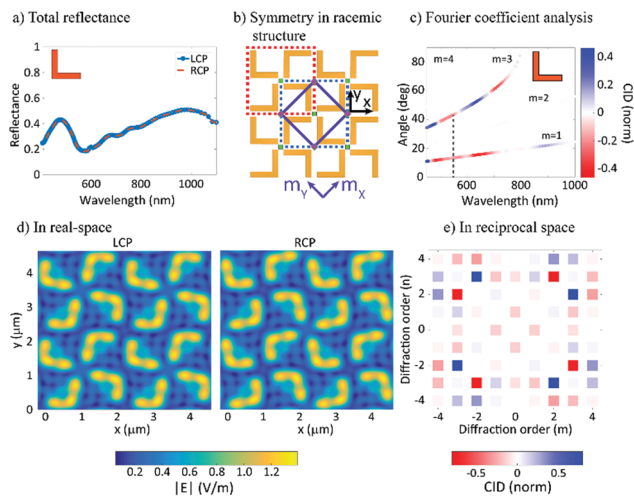 a) Total reflectance
b) Symmetry in racemic
structure
c) Fourier coefficient analysis
1
0.8
0.6
0.4
0.2
0
Reflectance
LCP
RCP
600
800
1000
Wavelength (nm)
y
x
mY
mX
80
60
40
20
0
Angle (deg)
m=4
m=3
m=2
m=1
600
800
1000
Wavelength (nm)
0.4
0.2
0
-0.2
-0.4
CID (norm)
d) In real-space
LCP
RCP
4
3
2
1
0
y (μm)
0
1
2
3
4
x (μm)
0
1
2
3
4
x (μm)
0.2
0.4
0.6
0.8
1.0
1.2
|E| (V/m)
e) In reciprocal space
4
2
0
-2
-4
Diffraction order (n)
-4
-2
0
2
4
Diffraction order (m)
-0.5
0
0.5
CID (norm)